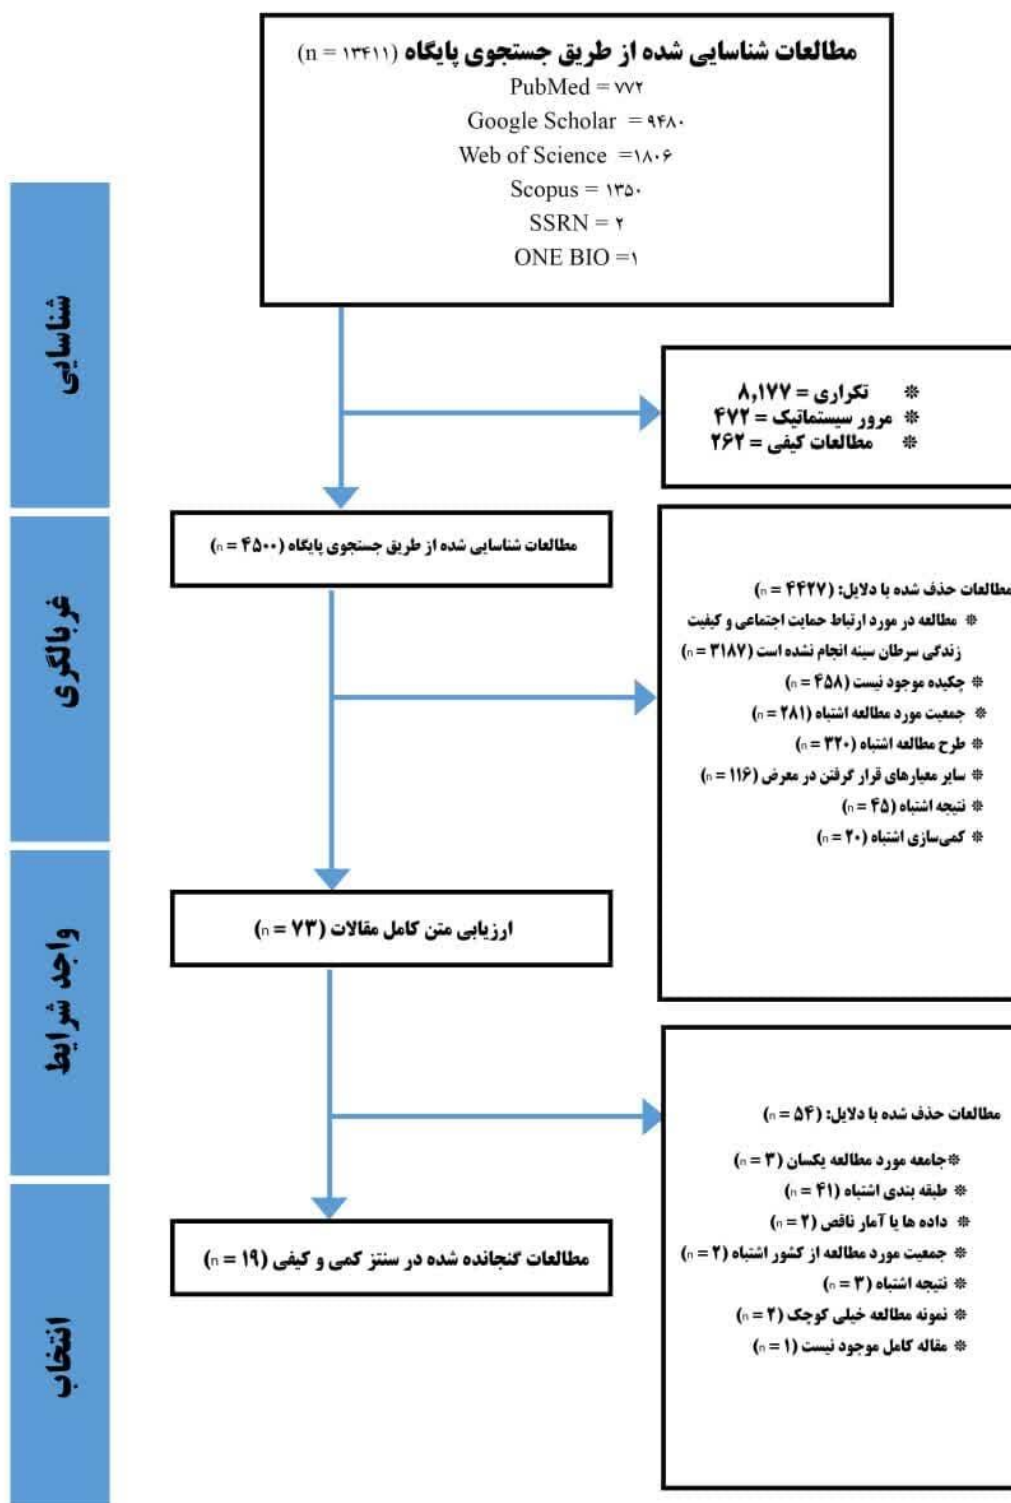 مطالعات شناسایی شده از طریق جستجوی پایگاه (n = ۱۳۴۱۱)
PubMed = ۷۷۲
Google Scholar = ۹۴۸۰
Web of Science =۱۸۰۶
Scopus = ۱۳۵۰
SSRN = ۲
ONE BIO =۱
شناسایی
❊ تکراری = ۸,۱۷۷
❊ مرور سیستماتیک = ۴۷۲
❊ مطالعات کیفی = ۲۶۲
غربالگری
مطالعات شناسایی شده از طریق جستجوی پایگاه (n = ۴۵۰۰)
مطالعات حذف شده با دلایل: (n = ۴۴۲۷)
❊ مطالعه در مورد ارتباط حمایت اجتماعی و کیفیت
زندگی سرطان سینه انجام نشده است (n = ۳۱۸۷)
❊ چکیده موجود نیست (n = ۴۵۸)
❊ جمعیت مورد مطالعه اشتباه (n = ۲۸۱)
❊ طرح مطالعه اشتباه (n = ۳۲۰)
❊ سایر معیارهای قرار گرفتن در معرض (n = ۱۱۶)
❊ نتیجه اشتباه (n = ۴۵)
❊ کمی‌سازی اشتباه (n = ۲۰)
واجد شرایط
ارزیابی متن کامل مقالات (n = ۷۳)
مطالعات حذف شده با دلایل: (n = ۵۴)
❊جامعه مورد مطالعه یکسان (n = ۳)
❊ طبقه بندی اشتباه (n = ۴۱)
❊ داده ها یا آمار ناقص (n = ۲)
❊ جمعیت مورد مطالعه از کشور اشتباه (n = ۲)
❊ نتیجه اشتباه (n = ۳)
❊ نمونه مطالعه خیلی کوچک (n = ۲)
❊ مقاله کامل موجود نیست (n = ۱)
انتخاب
مطالعات گنجانده شده در سنتز کمی و کیفی (n = ۱۹)